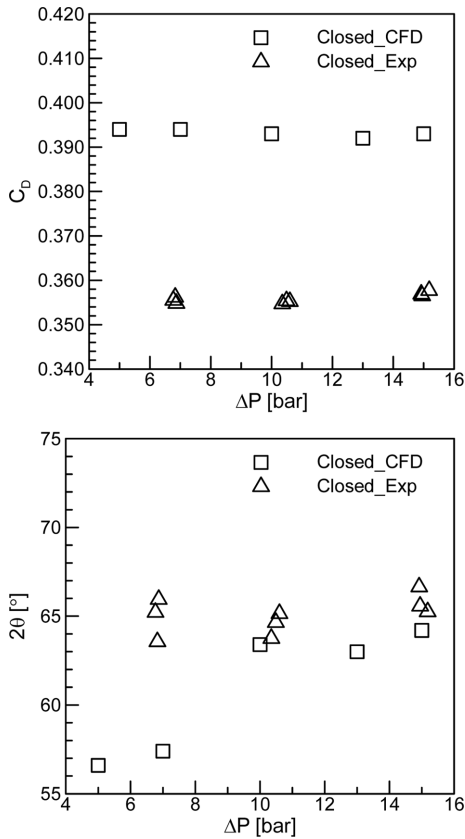 0.420
Closed_CFD
Closed_Exp
0.410
0.400
0.390
C_D
0.380
0.370
0.360
0.350
0.340
4 6 8 10 12 14 16
ΔP [bar]
75
Closed_CFD
Closed_Exp
70
65
2θ [°]
60
55
4 6 8 10 12 14 16
ΔP [bar]